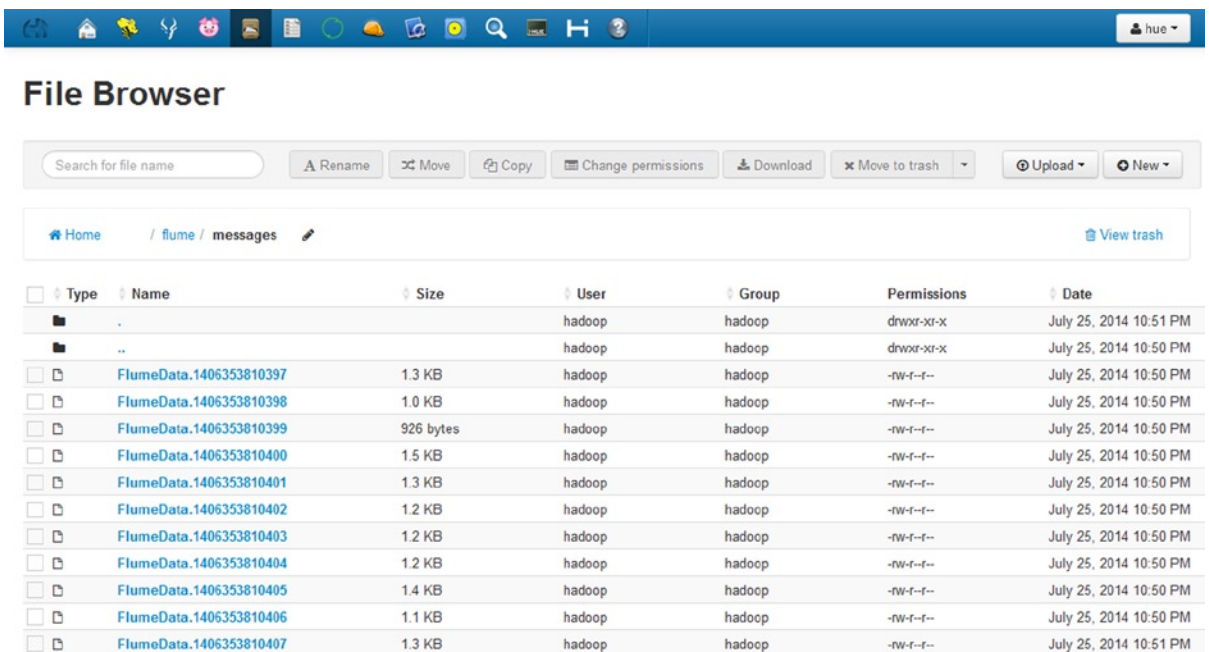 hue
File Browser
Search for file name A Rename Move Copy Change permissions Download Move to trash Upload New
Home / flume / messages View trash
Type Name Size User Group Permissions Date
. hadoop hadoop drwxr-xr-x July 25, 2014 10:51 PM
.. hadoop hadoop drwxr-xr-x July 25, 2014 10:50 PM
FlumeData.1406353810397 1.3 KB hadoop hadoop -rw-r--r-- July 25, 2014 10:50 PM
FlumeData.1406353810398 1.0 KB hadoop hadoop -rw-r--r-- July 25, 2014 10:50 PM
FlumeData.1406353810399 926 bytes hadoop hadoop -rw-r--r-- July 25, 2014 10:50 PM
FlumeData.1406353810400 1.5 KB hadoop hadoop -rw-r--r-- July 25, 2014 10:50 PM
FlumeData.1406353810401 1.3 KB hadoop hadoop -rw-r--r-- July 25, 2014 10:50 PM
FlumeData.1406353810402 1.2 KB hadoop hadoop -rw-r--r-- July 25, 2014 10:50 PM
FlumeData.1406353810403 1.2 KB hadoop hadoop -rw-r--r-- July 25, 2014 10:50 PM
FlumeData.1406353810404 1.2 KB hadoop hadoop -rw-r--r-- July 25, 2014 10:50 PM
FlumeData.1406353810405 1.4 KB hadoop hadoop -rw-r--r-- July 25, 2014 10:50 PM
FlumeData.1406353810406 1.1 KB hadoop hadoop -rw-r--r-- July 25, 2014 10:50 PM
FlumeData.1406353810407 1.3 KB hadoop hadoop -rw-r--r-- July 25, 2014 10:51 PM